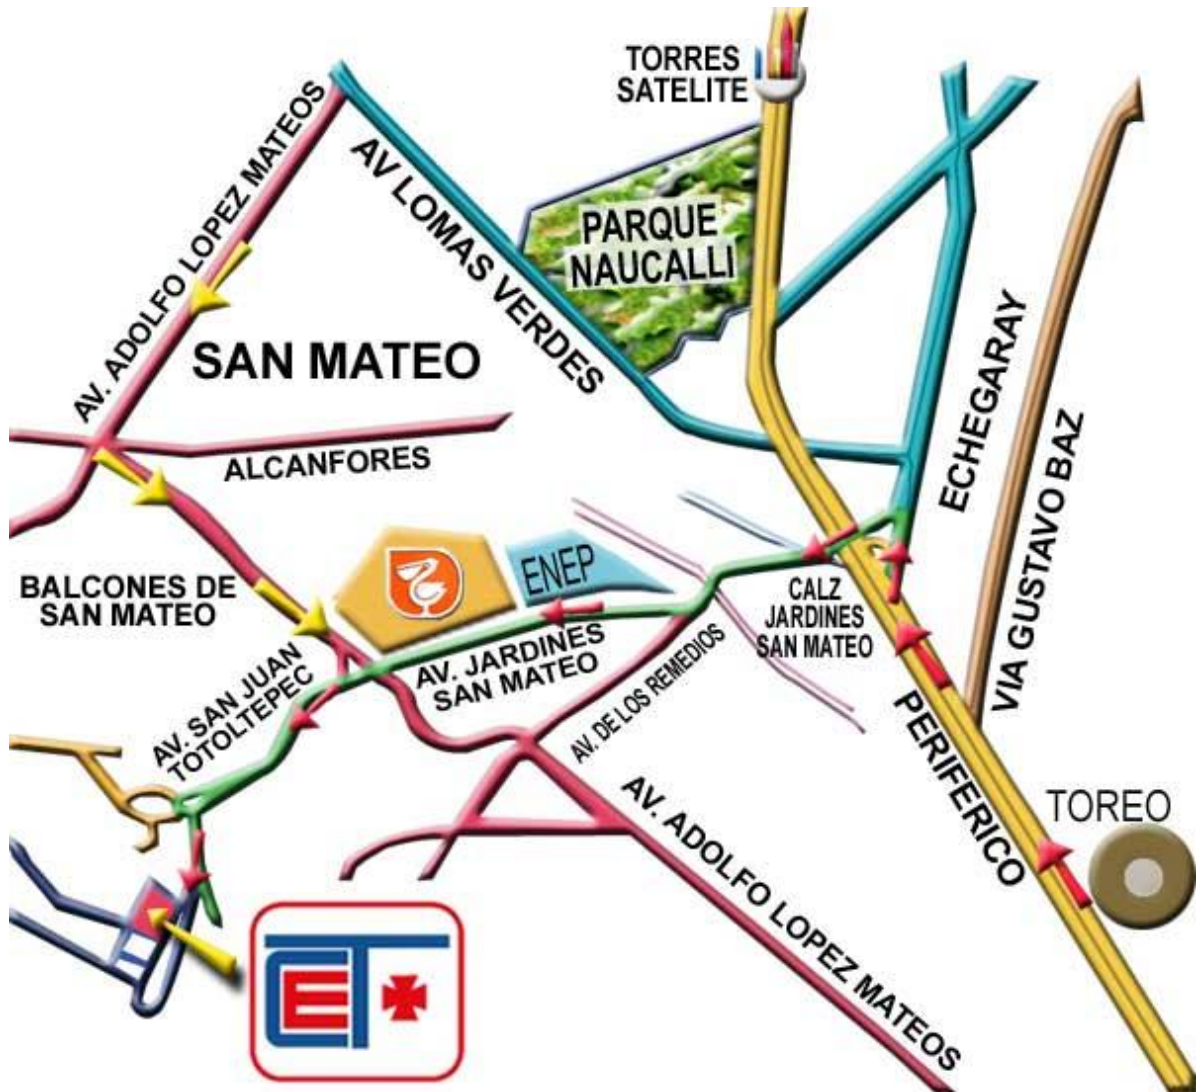 TORRES
SATELITE
AV. ADOLFO LOPEZ MATEOS
AV LOMAS VERDES
PARQUE
NAUCALLI
SAN MATEO
ALCANFORES
ECHEGARAY
VIA GUSTAVO BAZ
BALCONES DE
SAN MATEO
ENEP
CALZ
JARDINES
SAN MATEO
AV. JARDINES
SAN MATEO
AV. SAN JUAN
TOTOLTEPEC
AV. DE LOS REMEDIOS
PERIFERICO
TOREO
AV. ADOLFO LOPEZ MATEOS
CET